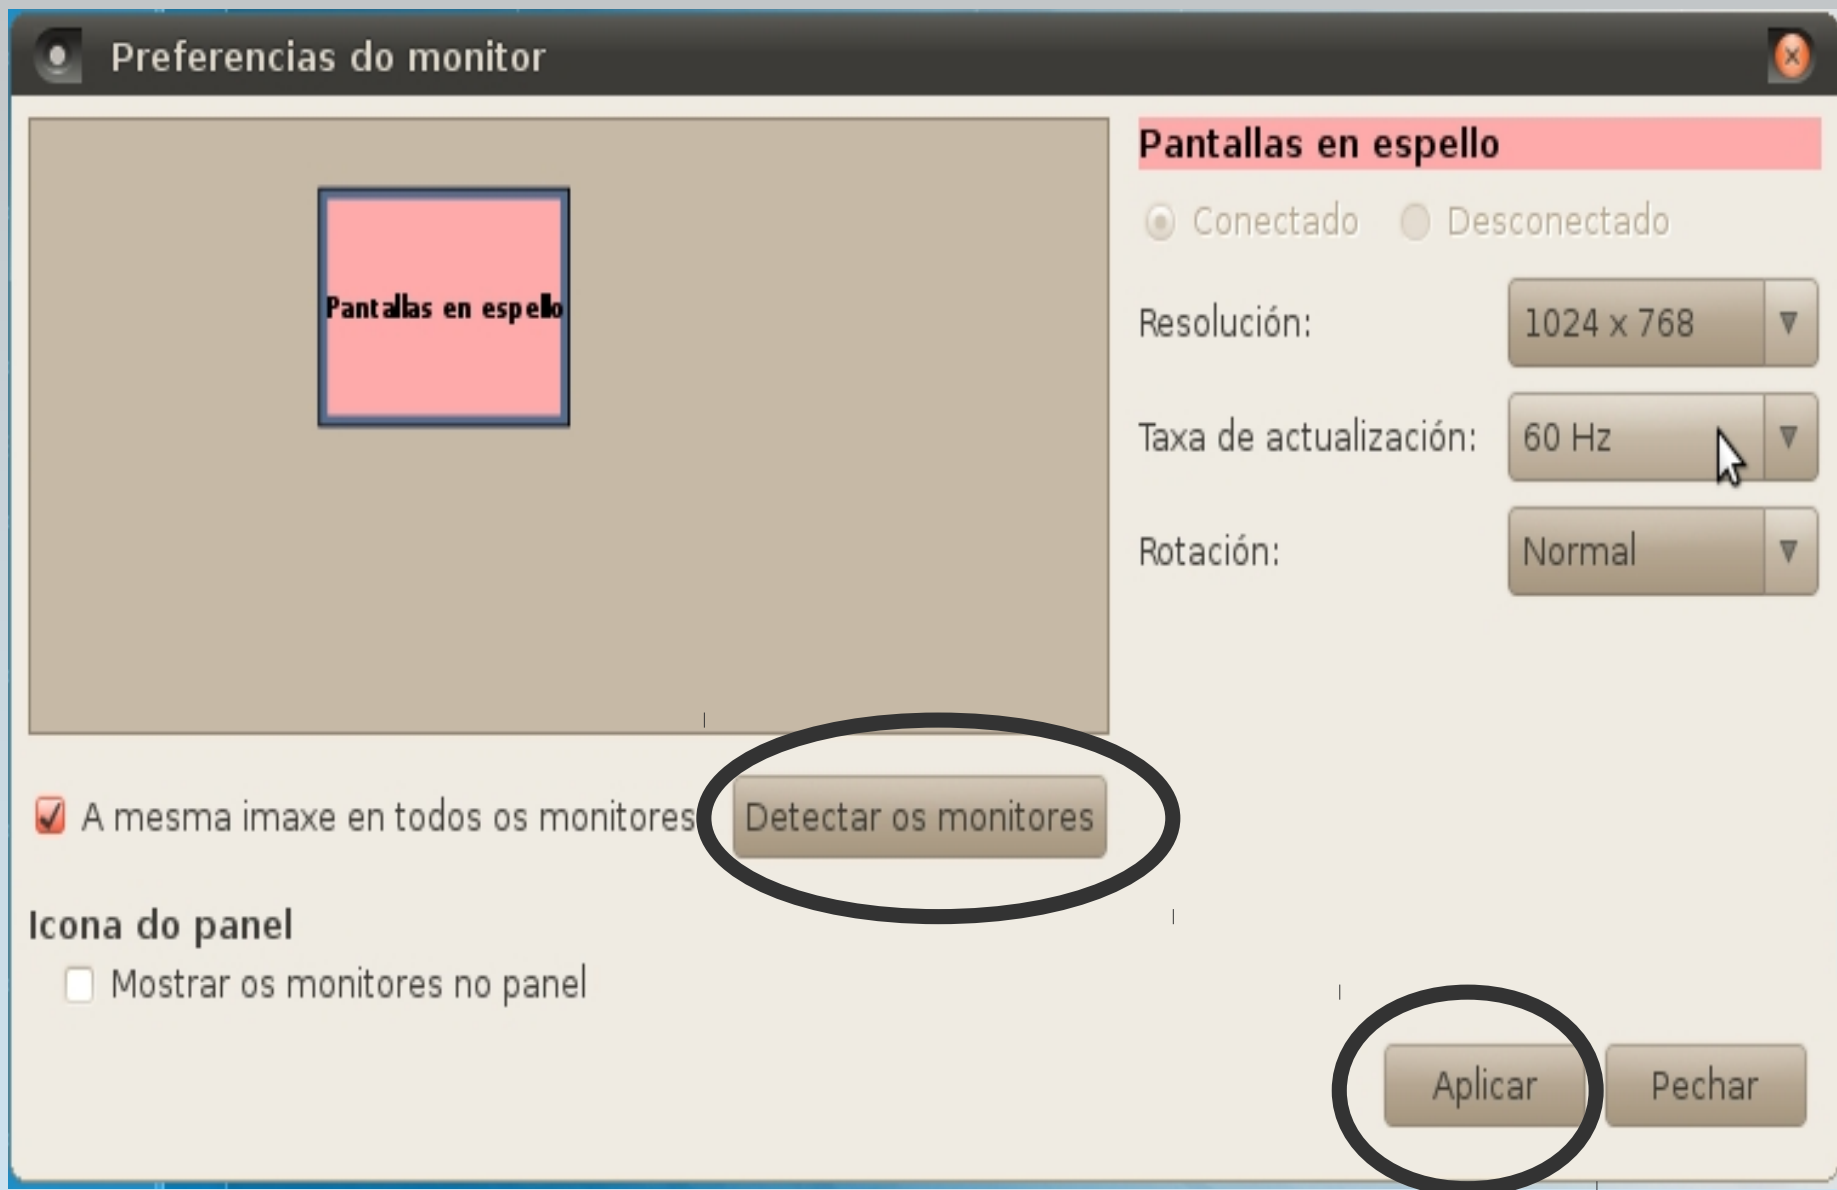 Preferencias do monitor
Pantallas en espello
Pantallas en espello
Conectado Desconectado
Resolución: 1024 x 768
Taxa de actualización: 60 Hz
Rotación: Normal
A mesma imaxe en todos os monitores Detectar os monitores
Icona do panel
Mostrar os monitores no panel
Aplicar Pechar